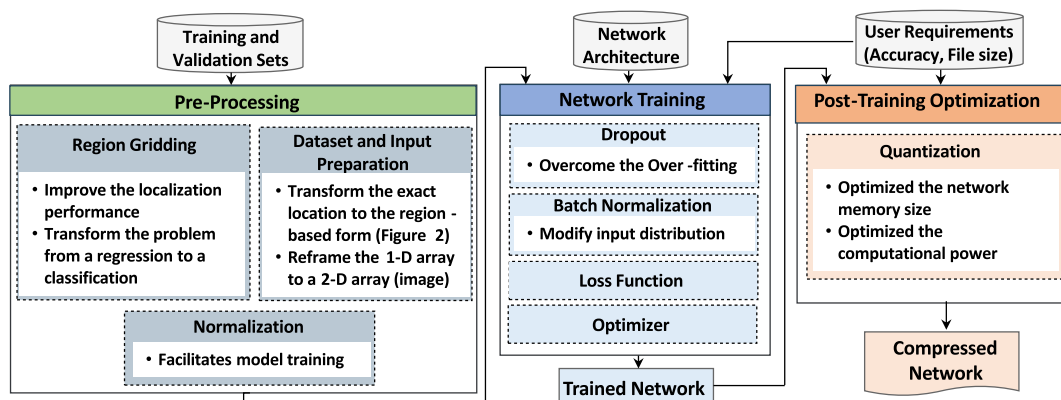 Training and
Validation Sets
Network
Architecture
User Requirements
(Accuracy, File size)
Pre-Processing
Region Gridding
• Improve the localization
performance
• Transform the problem
from a regression to a
classification
Dataset and Input
Preparation
• Transform the exact
location to the region -
based form (Figure 2)
• Reframe the 1-D array
to a 2-D array (image)
Normalization
• Facilitates model training
Network Training
Dropout
• Overcome the Over -fitting
Batch Normalization
• Modify input distribution
Loss Function
Optimizer
Trained Network
Post-Training Optimization
Quantization
• Optimized the network
memory size
• Optimized the
computational power
Compressed
Network